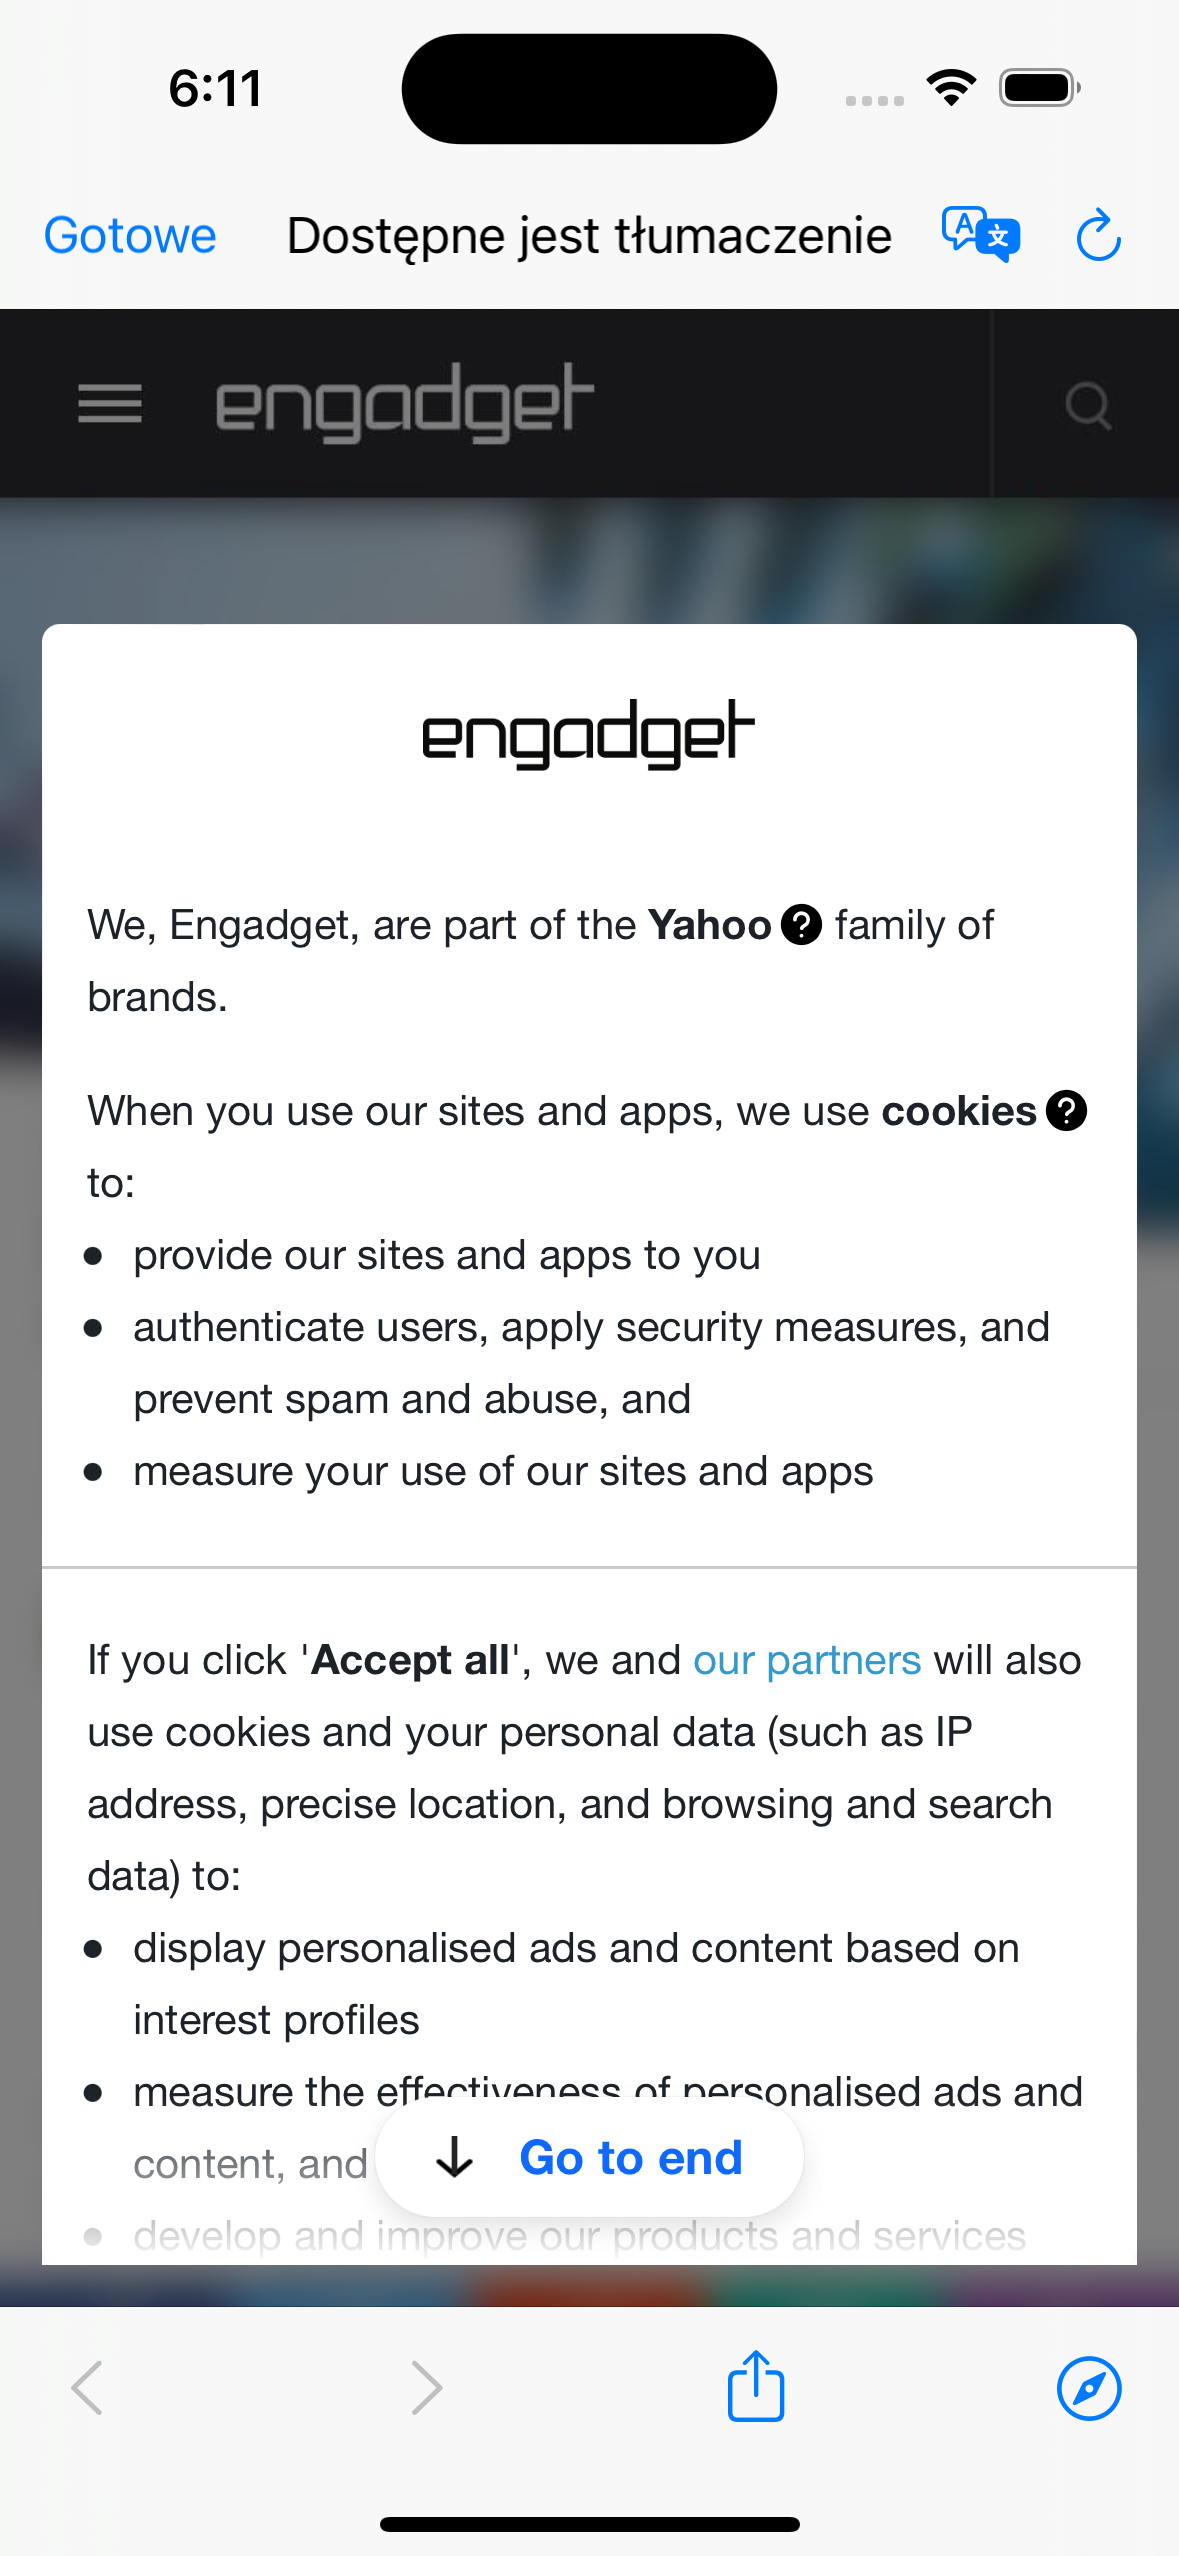 6:11
Gotowe Dostępne jest tłumaczenie
engadget
engadget
We, Engadget, are part of the Yahoo family of
brands.
When you use our sites and apps, we use cookies
to:
• provide our sites and apps to you
• authenticate users, apply security measures, and
prevent spam and abuse, and
• measure your use of our sites and apps
If you click 'Accept all', we and our partners will also
use cookies and your personal data (such as IP
address, precise location, and browsing and search
data) to:
• display personalised ads and content based on
interest profiles
• measure the effectiveness of personalised ads and
content, and
Go to end
• develop and improve our products and services